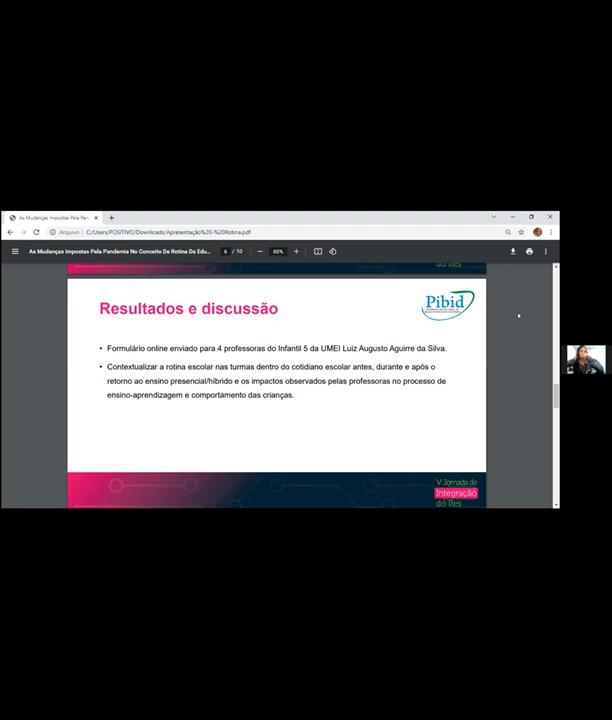 As Mudanças Impostas Pela Pan
Arquivo
C:/Users/POSITIVO/Downloads/Apresentação%20-%20Rotina.pdf
As Mudanças Impostas Pela Pandemia No Conceito De Rotina Da Edu...
6 / 10
80%
do Ifes
Resultados e discussão
Pibid
• Formulário online enviado para 4 professoras do Infantil 5 da UMEI Luiz Augusto Aguirre da Silva.
• Contextualizar a rotina escolar nas turmas dentro do cotidiano escolar antes, durante e após o
retorno ao ensino presencial/híbrido e os impactos observados pelas professoras no processo de
ensino-aprendizagem e comportamento das crianças.
V Jornada de
Integração
do Ifes